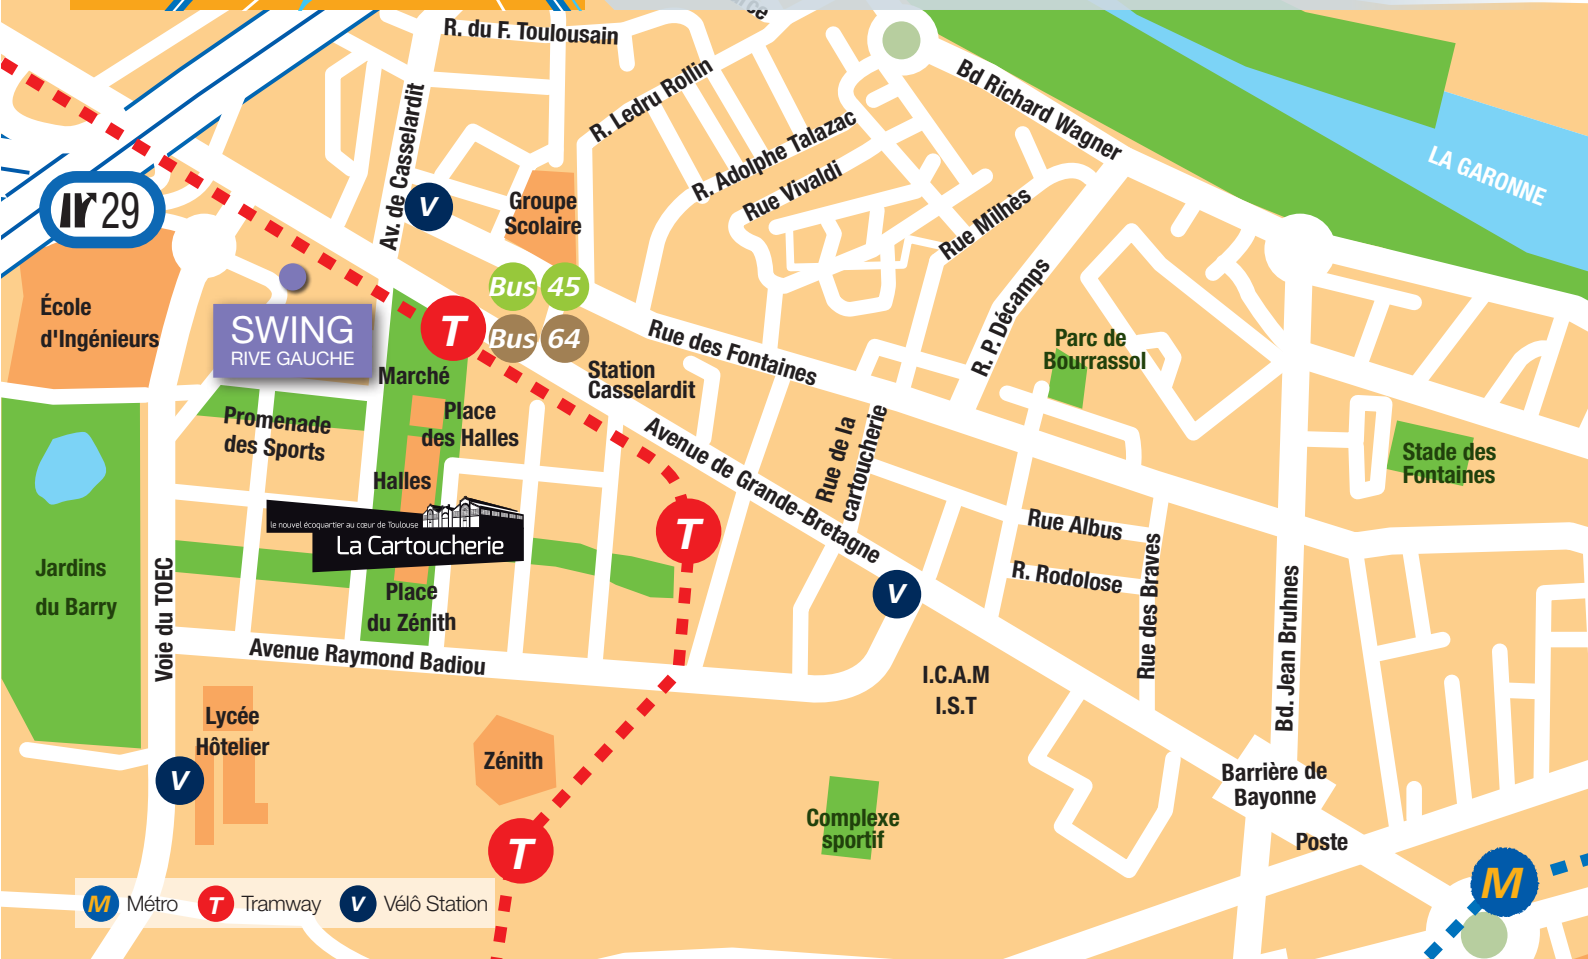 R. du F. Toulousain
R. Ledru Rollin
Bd Richard Wagner
Av. de Casselardit
R. Adolphe Talazac
Rue Vivaldi
LA GARONNE
29
V
Groupe
Scolaire
Rue Milhès
École
d'Ingénieurs
SWING
RIVE GAUCHE
T
Bus 45
Bus 64
Rue des Fontaines
R. P. Décamps
Parc de
Bourrassol
Station
Casselardit
Marché
Place
des Halles
Promenade
des Sports
Halles
Avenue de Grande-Bretagne
Rue de la
cartoucherie
Stade des
Fontaines
le nouvel écoquartier au cœur de Toulouse
La Cartoucherie
T
Rue Albus
R. Rodolose
Rue des Braves
Bd. Jean Bruhnes
Jardins
du Barry
Voie du TOEC
Place
du Zénith
V
Avenue Raymond Badiou
I.C.A.M
I.S.T
Lycée
Hôtelier
V
Zénith
Barrière de
Bayonne
Complexe
sportif
Poste
T
M
M Métro T Tramway V Vélô Station